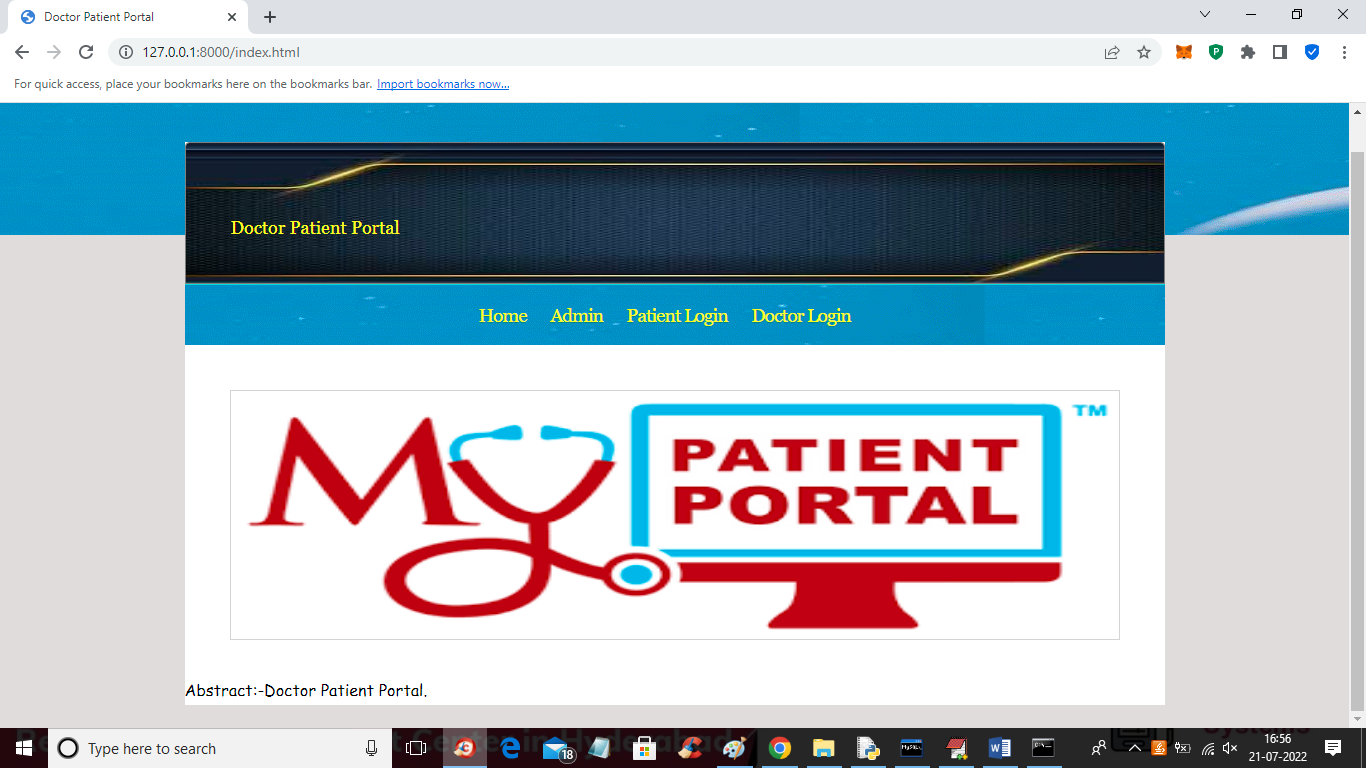 Doctor Patient Portal
127.0.0.1:8000/index.html
For quick access, place your bookmarks here on the bookmarks bar. Import bookmarks now...
Doctor Patient Portal
Home Admin Patient Login Doctor Login
My PATIENT PORTAL TM
Abstract:-Doctor Patient Portal.
Type here to search
18
16:56
21-07-2022